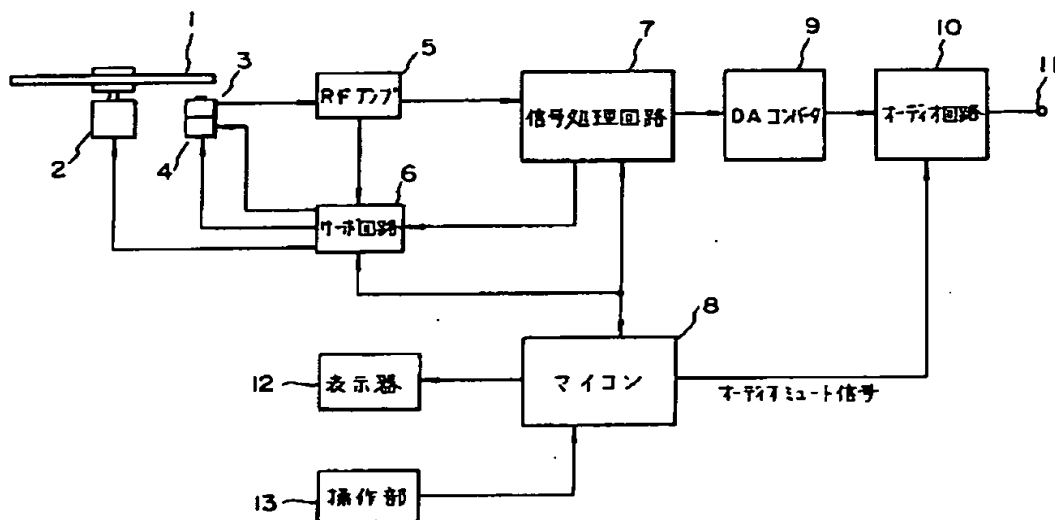 1
3
5
7
9
10
11
RFアンプ
信号処理回路
DAコンバータ
オーディオ回路
2
4
6
サーボ回路
8
12
表示器
マイコン
オーディオミュート信号
13
操作部